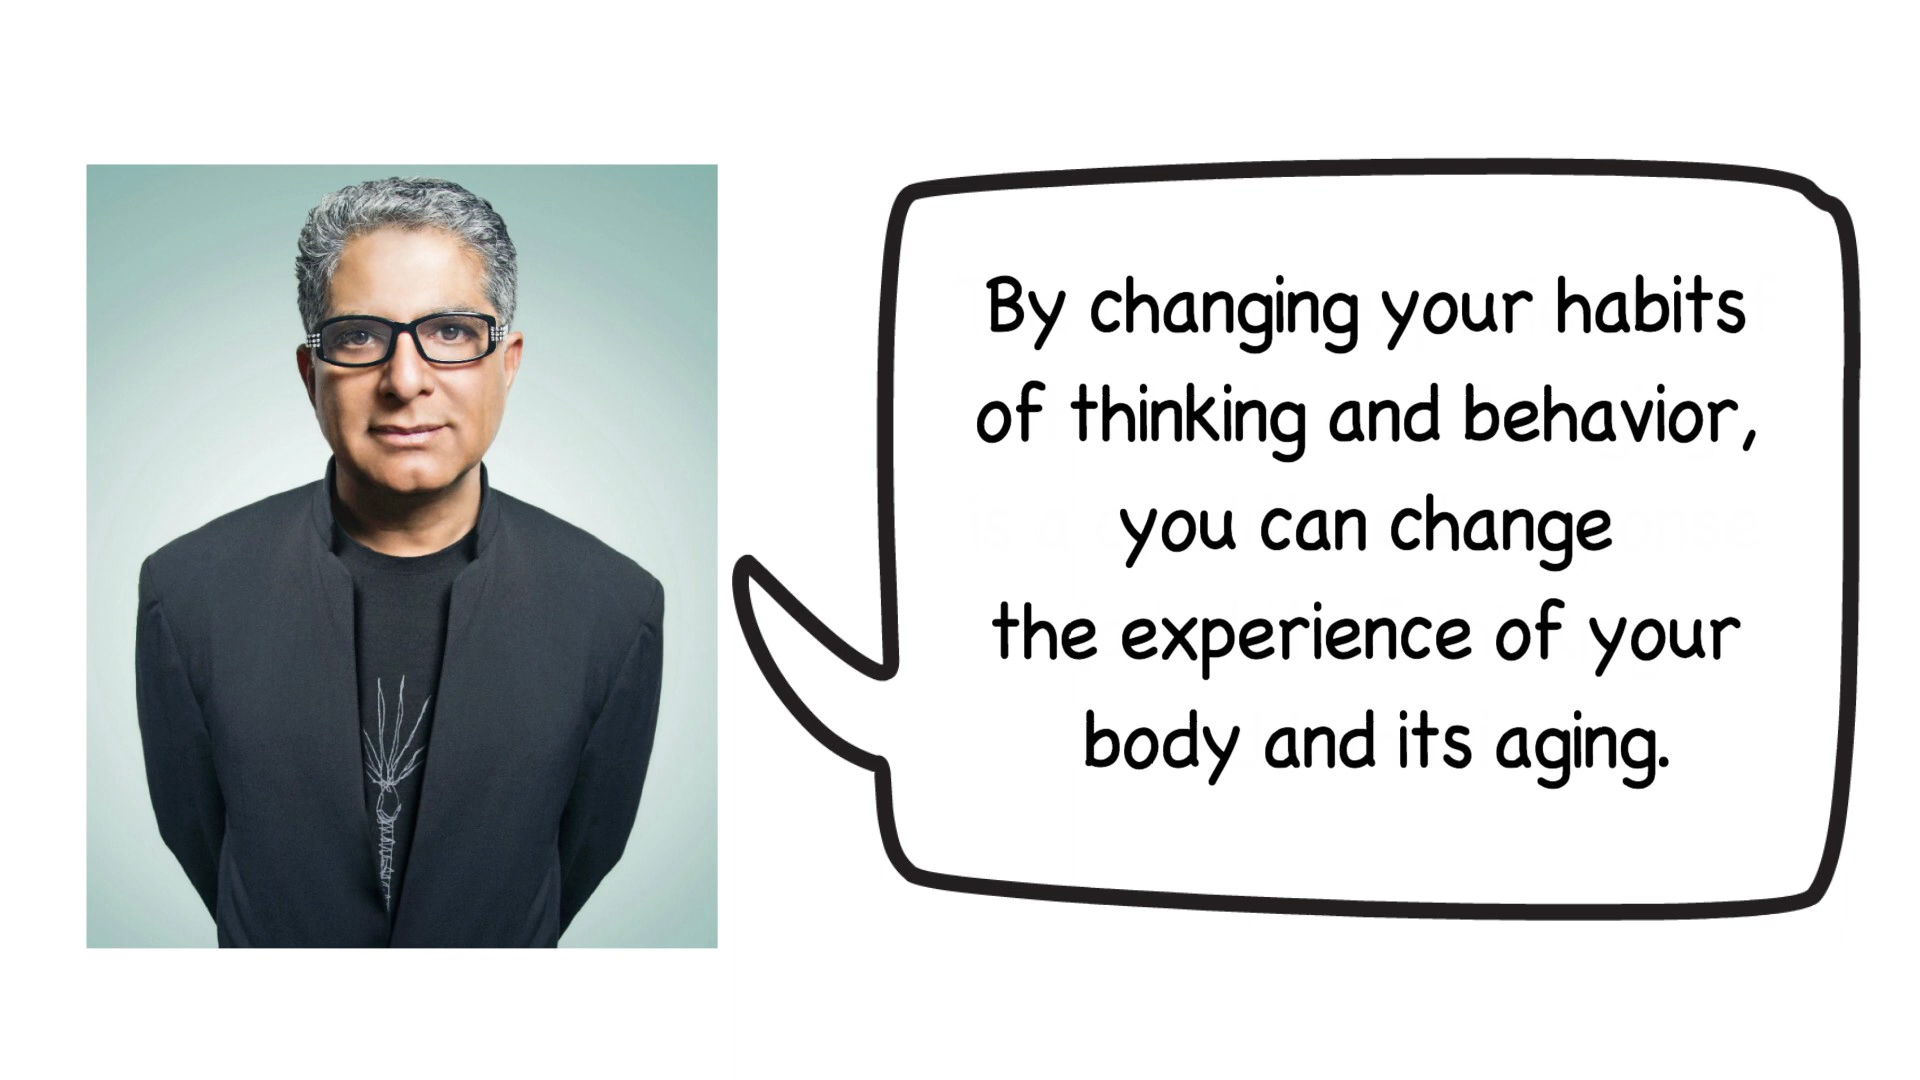 By changing your habits
of thinking and behavior,
you can change
the experience of your
body and its aging.